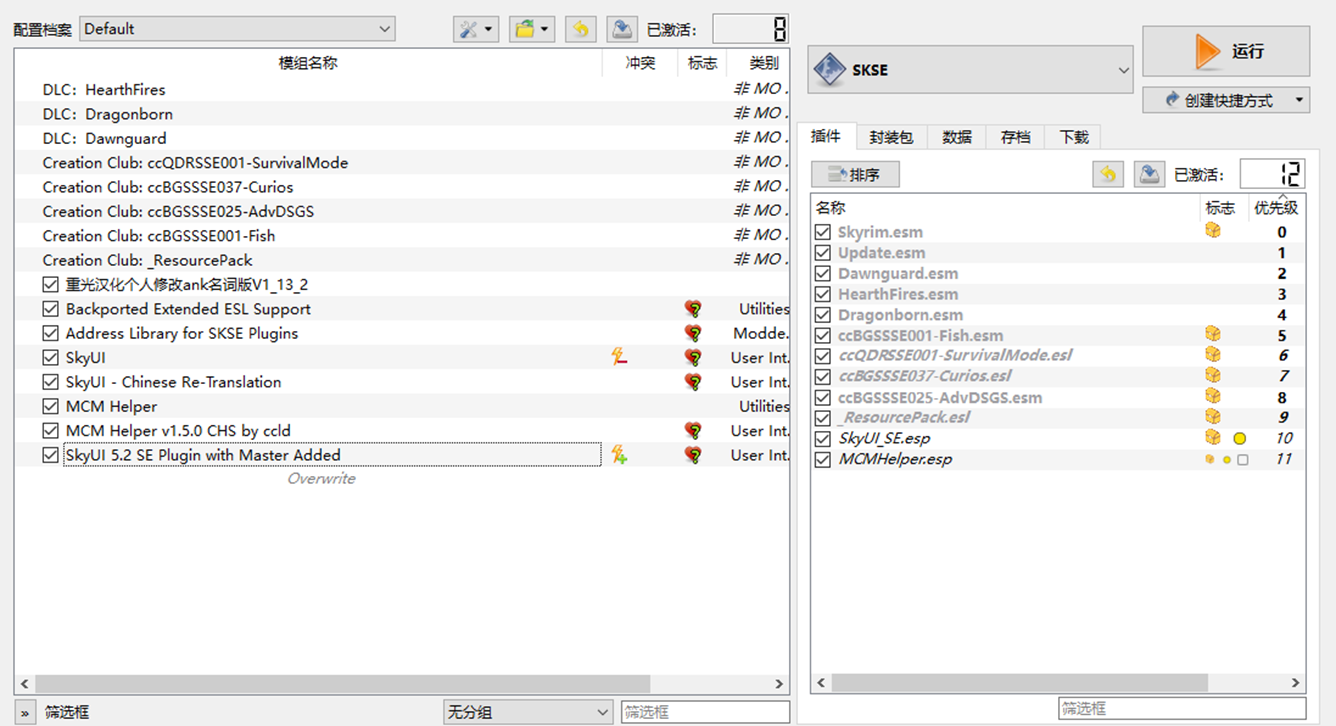 配置档案 Default 已激活: 8
模组名称 冲突 标志 类别
DLC: HearthFires 非 MO .
DLC: Dragonborn 非 MO .
DLC: Dawnguard 非 MO .
Creation Club: ccQDRSSE001-SurvivalMode 非 MO .
Creation Club: ccBGSSSE037-Curios 非 MO .
Creation Club: ccBGSSSE025-AdvDSGS 非 MO .
Creation Club: ccBGSSSE001-Fish 非 MO .
Creation Club: _ResourcePack 非 MO .
重光汉化个人修改ank名词版V1_13_2
Backported Extended ESL Support Utilities
Address Library for SKSE Plugins Modde.
SkyUI User Int.
SkyUI - Chinese Re-Translation User Int.
MCM Helper Utilities
MCM Helper v1.5.0 CHS by ccld User Int.
SkyUI 5.2 SE Plugin with Master Added User Int.
Overwrite
» 筛选框 无分组 筛选框
SKSE
运行
创建快捷方式
插件 封装包 数据 存档 下载
排序 已激活: 12
名称 标志 优先级
Skyrim.esm 0
Update.esm 1
Dawnguard.esm 2
HearthFires.esm 3
Dragonborn.esm 4
ccBGSSSE001-Fish.esm 5
ccQDRSSE001-SurvivalMode.esl 6
ccBGSSSE037-Curios.esl 7
ccBGSSSE025-AdvDSGS.esm 8
_ResourcePack.esl 9
SkyUI_SE.esp 10
MCMHelper.esp 11
筛选框